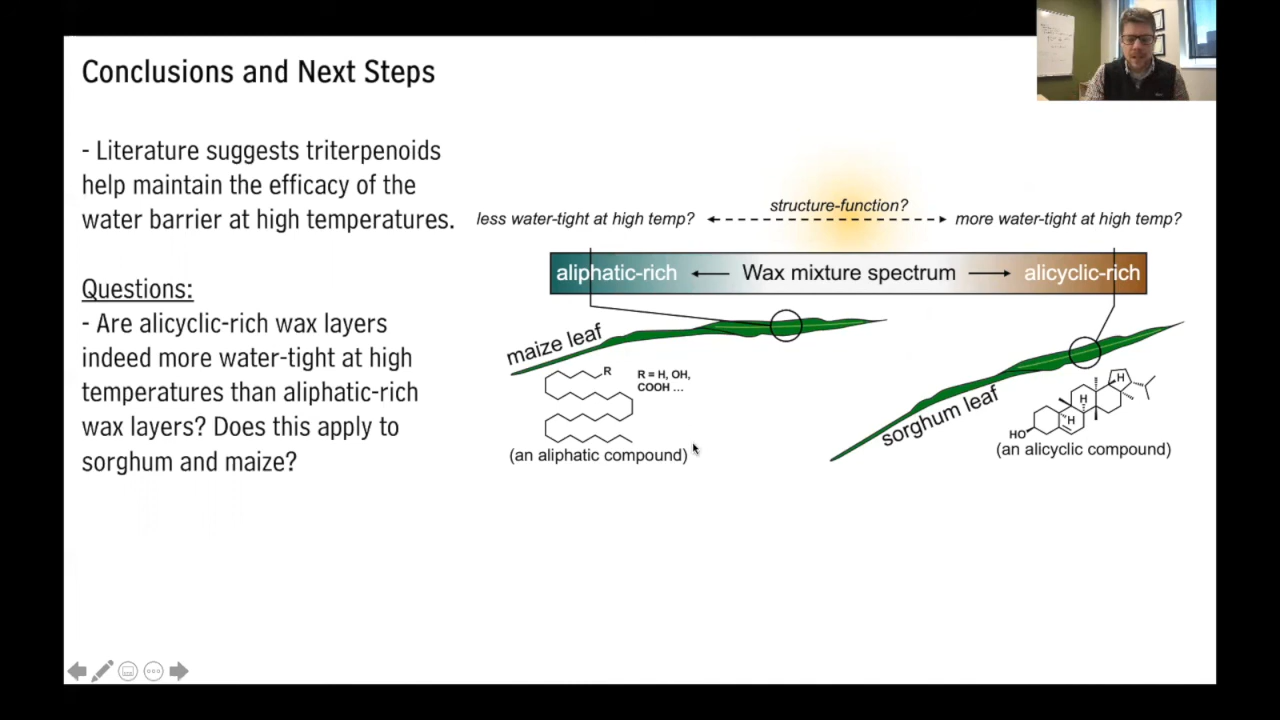 Conclusions and Next Steps
- Literature suggests triterpenoids
help maintain the efficacy of the
water barrier at high temperatures.
Questions:
- Are alicyclic-rich wax layers
indeed more water-tight at high
temperatures than aliphatic-rich
wax layers? Does this apply to
sorghum and maize?
structure-function?
less water-tight at high temp?
more water-tight at high temp?
aliphatic-rich
Wax mixture spectrum
alicyclic-rich
maize leaf
R
R = H, OH,
COOH ...
(an aliphatic compound)
sorghum leaf
H
H
H
HO
(an alicyclic compound)